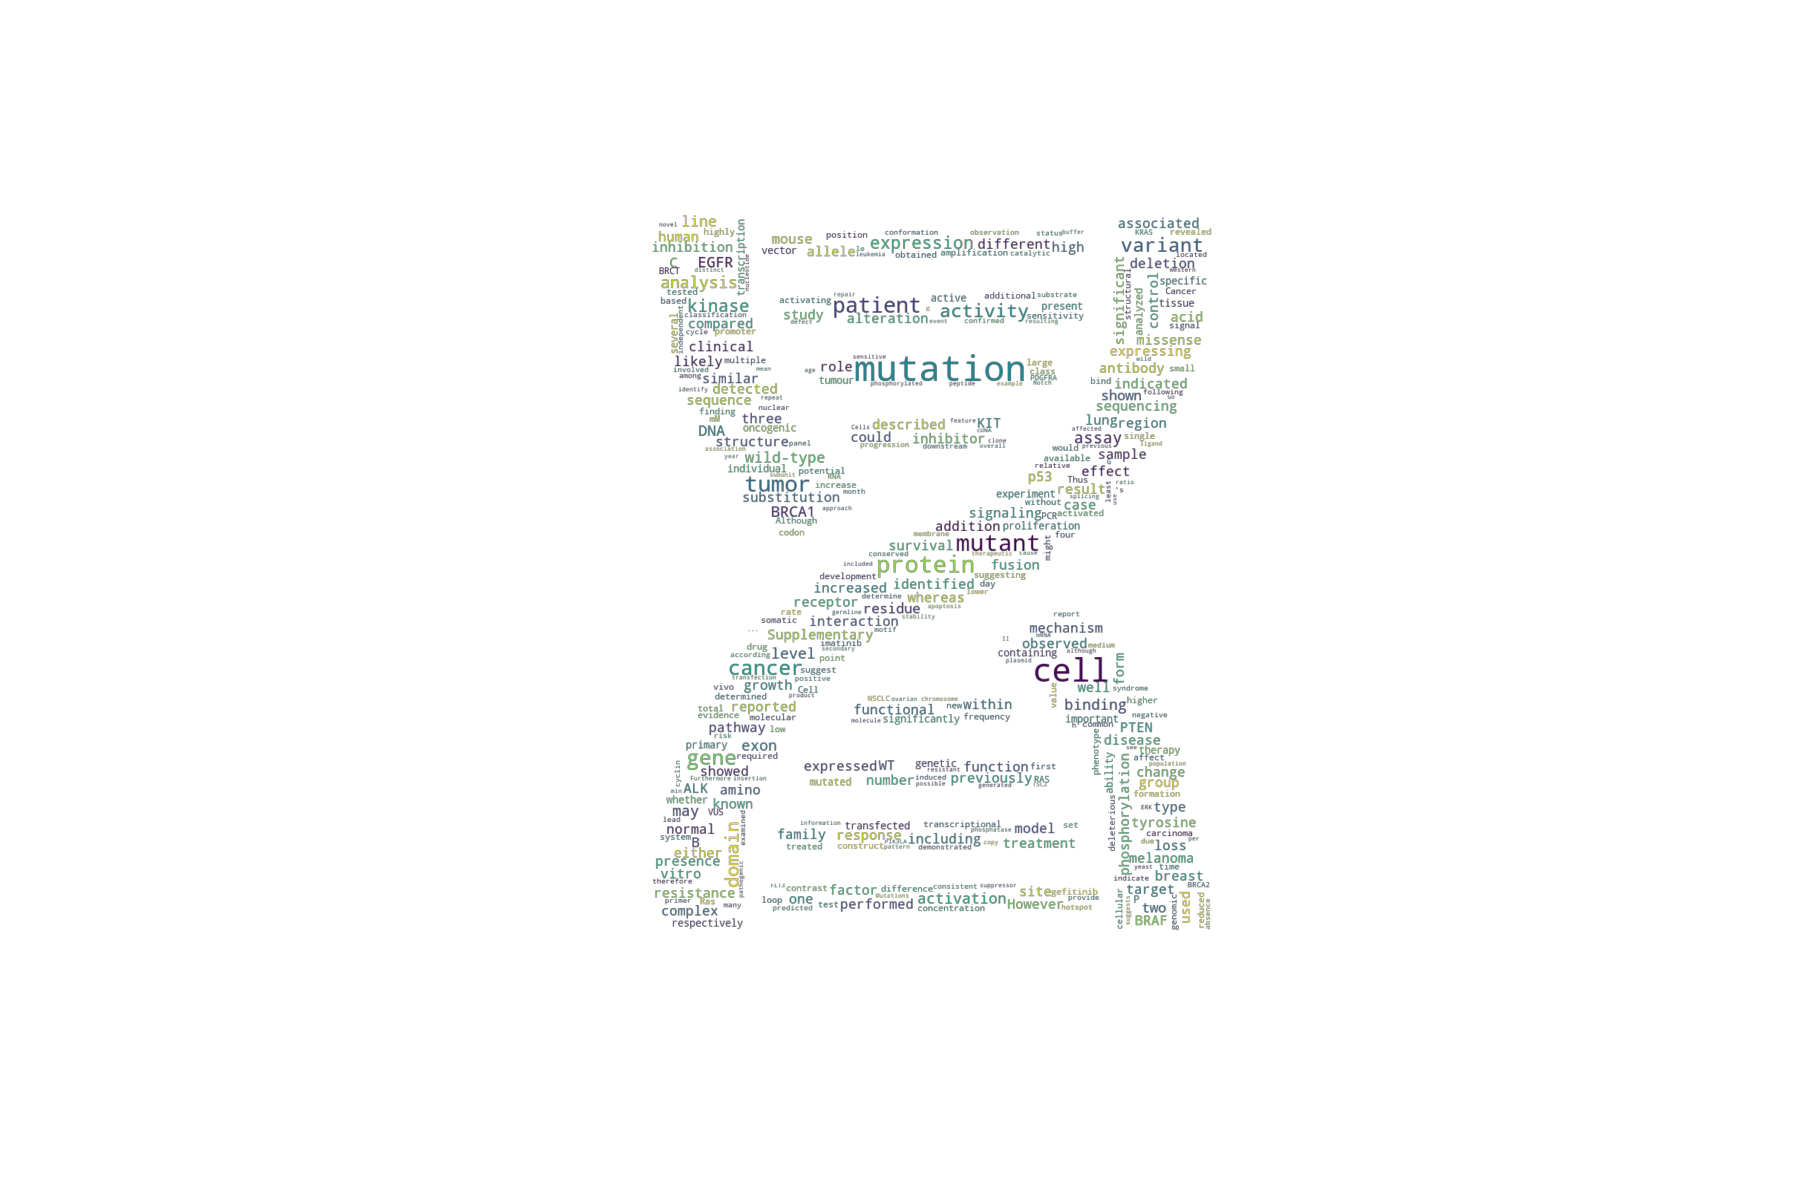 novel line
human highly
inhibition
C EGFR
BRCT distinct
analysis
transcription
nucleotide
tested
based kinase
classification
compared
cycle promoter
several
independent
clinical
likely multiple
involved mean
among similar
identify detected
sequence repeat
finding nuclear
mM three
DNA oncogenic
structure panel
association
year wild-type
individual potential
subunit RNA
tumor increase
substitution month
BRCA1 approach
Although
codon
mouse position conformation observation status buffer
vector allele expression different high
leukemia obtained amplification catalytic
repair
activating patient active additional substrate
study activity present
defect alteration event confirmed resulting sensitivity
sensitive
age role mutation large
class
tumour phosphorylated peptide example PDGFRA
Notch
Cells described feature KIT
cDNA
could inhibitor clone
progression downstream overall
associated
KRAS revealed
variant
located
deletion western
significant
structural
analyzed
control
specific
Cancer
tissue
acid
signal
missense
expressing
wild
antibody small
bind indicated
shown following
sequencing
lung region
affected
assay single
would previous ligand
available sample
relative effect
p53 Thus
least
ratio
's
use
experiment result
splicing
without case
signaling PCR activated
addition proliferation
membrane four
survival mutant might
conserved therapeutic cause
included protein fusion
development suggesting
increased identified day
determine whereas lower
receptor residue apoptosis
rate germline stability
somatic interaction
... Supplementary motif
imatinib
drug secondary
according level point
cancer suggest
transfection positive
vivo growth Cell
determined product
total reported
evidence molecular
pathway low
risk
primary exon
gene required
showed
Furthermore insertion
cyclin
min ALK amino
whether known
may VUS
lead
normal
system B
either
presence
vitro
therefore
domain
examined
pathogenic
resistance
primer Ras many
complex
respectively
report
mechanism
II mRNA
observed medium
containing although
plasmid
cell
form
well syndrome
value
binding higher
important negative
h common PTEN
phenotype
disease
see therapy
affect
population
ability
phosphorylation
deleterious
change
group
formation
ERK type
tyrosine
carcinoma
due loss per
melanoma
yeast time
indicate breast
BRCA2
target
P
two
BRAF
cellular
suggests
genomic
used
reduced
absence
NSCLC ovarian chromosome
functional new within
molecule significantly frequency
expressed WT genetic function first
resistant
mutated number induced previously RAS
possible generated TSC2
information transfected transcriptional model set
family response including phosphatase
PIK3CA copy
treated construct pattern demonstrated treatment
contrast factor difference consistent suppressor site gefitinib
loop one mutations activation provide
predicted test performed concentration However hotspot